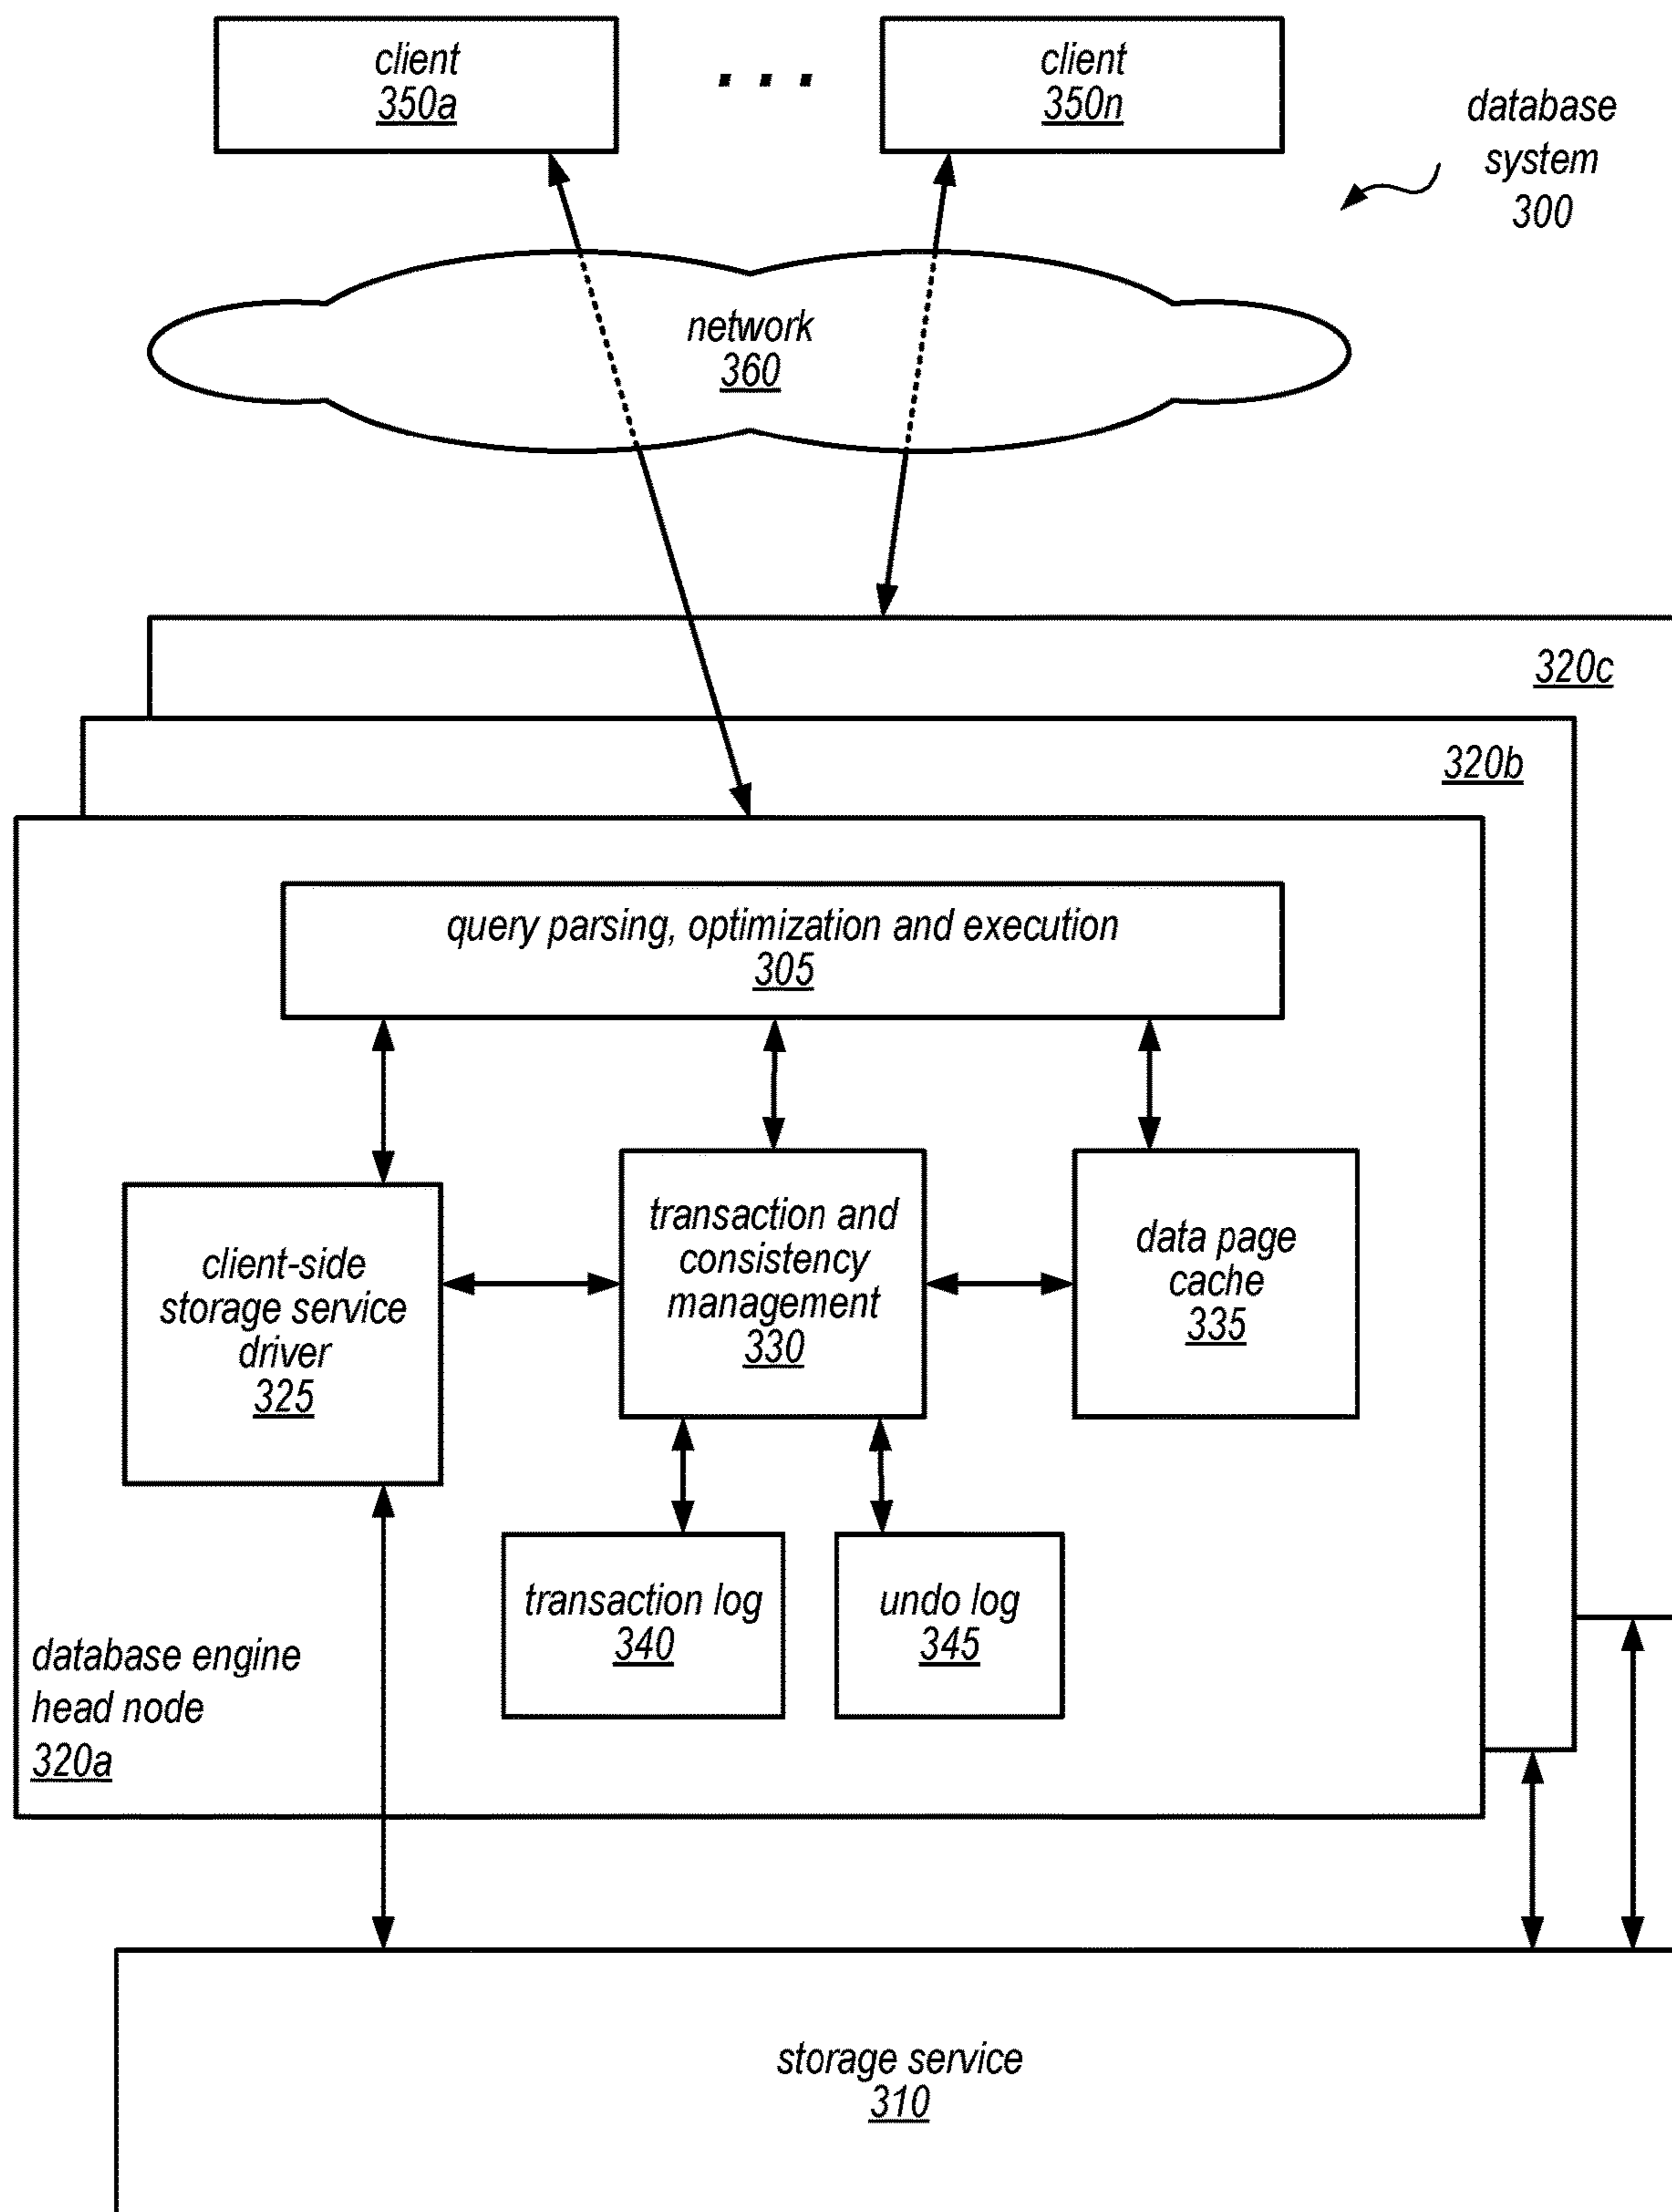 client
350a
. . .
client
350n
database
system
300
network
360
320c
320b
query parsing, optimization and execution
305
client-side
storage service
driver
325
transaction and
consistency
management
330
data page
cache
335
transaction log
340
undo log
345
database engine
head node
320a
storage service
310